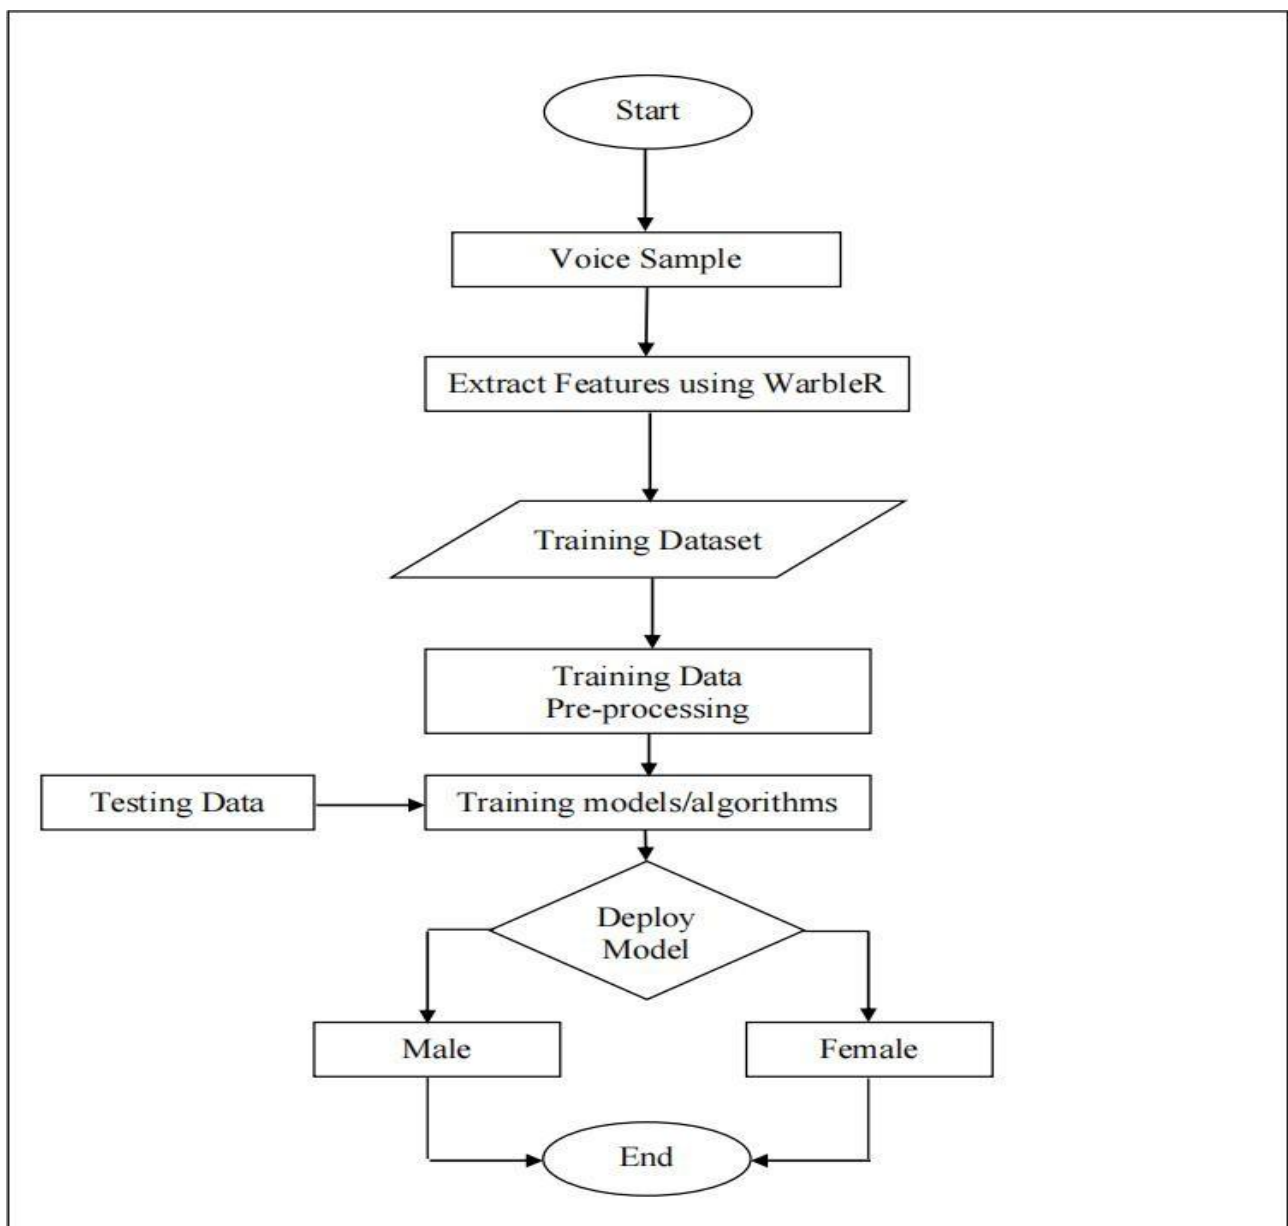 Start
Voice Sample
Extract Features using WarbleR
Training Dataset
Training Data
Pre-processing
Testing Data
Training models/algorithms
Deploy
Model
Male
Female
End